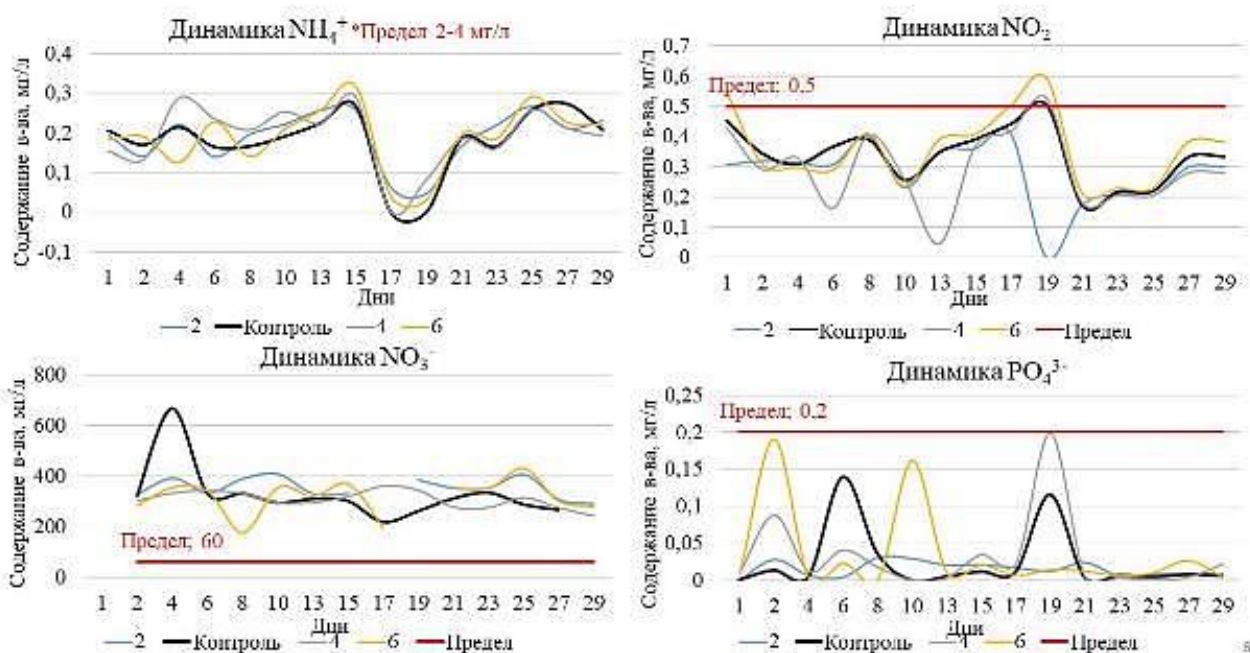 Динамика NH₄⁺ *Предел 2-4 мг/л
Содержание в-ва, мг/л
0,4
0,3
0,2
0,1
0
-0,1
1 2 4 6 8 10 13 15 17 19 21 23 25 27 29
Дни
2 Контроль 4 6
Динамика NO₂
Содержание в-ва, мг/л
0,7
0,6
0,5
0,4
0,3
0,2
0,1
0
Предел; 0.5
1 2 4 6 8 10 13 15 17 19 21 23 25 27 29
Дни
2 Контроль 4 6 Предел
Динамика NO₃⁻
Содержание в-ва, мг/л
800
600
400
200
0
Предел; 60
1 2 4 6 8 10 13 15 17 19 21 23 25 27 29
Дни
2 Контроль 4 6 Предел
Динамика PO₄³⁻
Содержание в-ва, мг/л
0,25
0,2
0,15
0,1
0,05
0
Предел; 0.2
1 2 4 6 8 10 13 15 17 19 21 23 25 27 29
Дни
2 Контроль 4 6 Предел